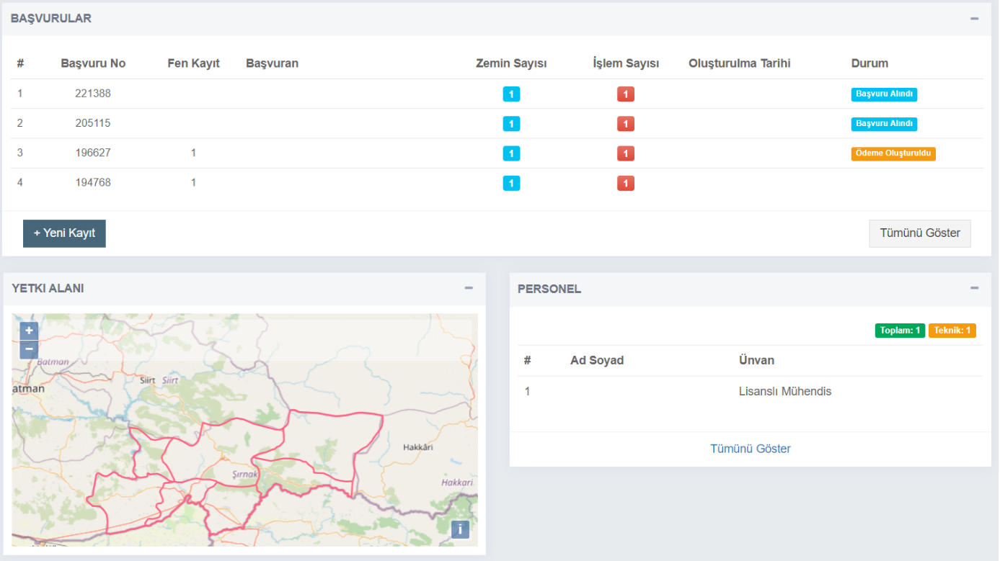 BAŞVURULAR
# Başvuru No Fen Kayıt Başvuran Zemin Sayısı İşlem Sayısı Oluşturulma Tarihi Durum
1 221388 1 1 Başvuru Alındı
2 205115 1 1 Başvuru Alındı
3 196627 1 1 1 Ödeme Oluşturuldu
4 194768 1 1 1
+ Yeni Kayıt Tümünü Göster
YETKI ALANI
+
−
Batman
Siirt Siirt
atman
Hakkâri
Şırnak
Hakkari
i
PERSONEL
Toplam: 1 Teknik: 1
# Ad Soyad Ünvan
1 Lisanslı Mühendis
Tümünü Göster